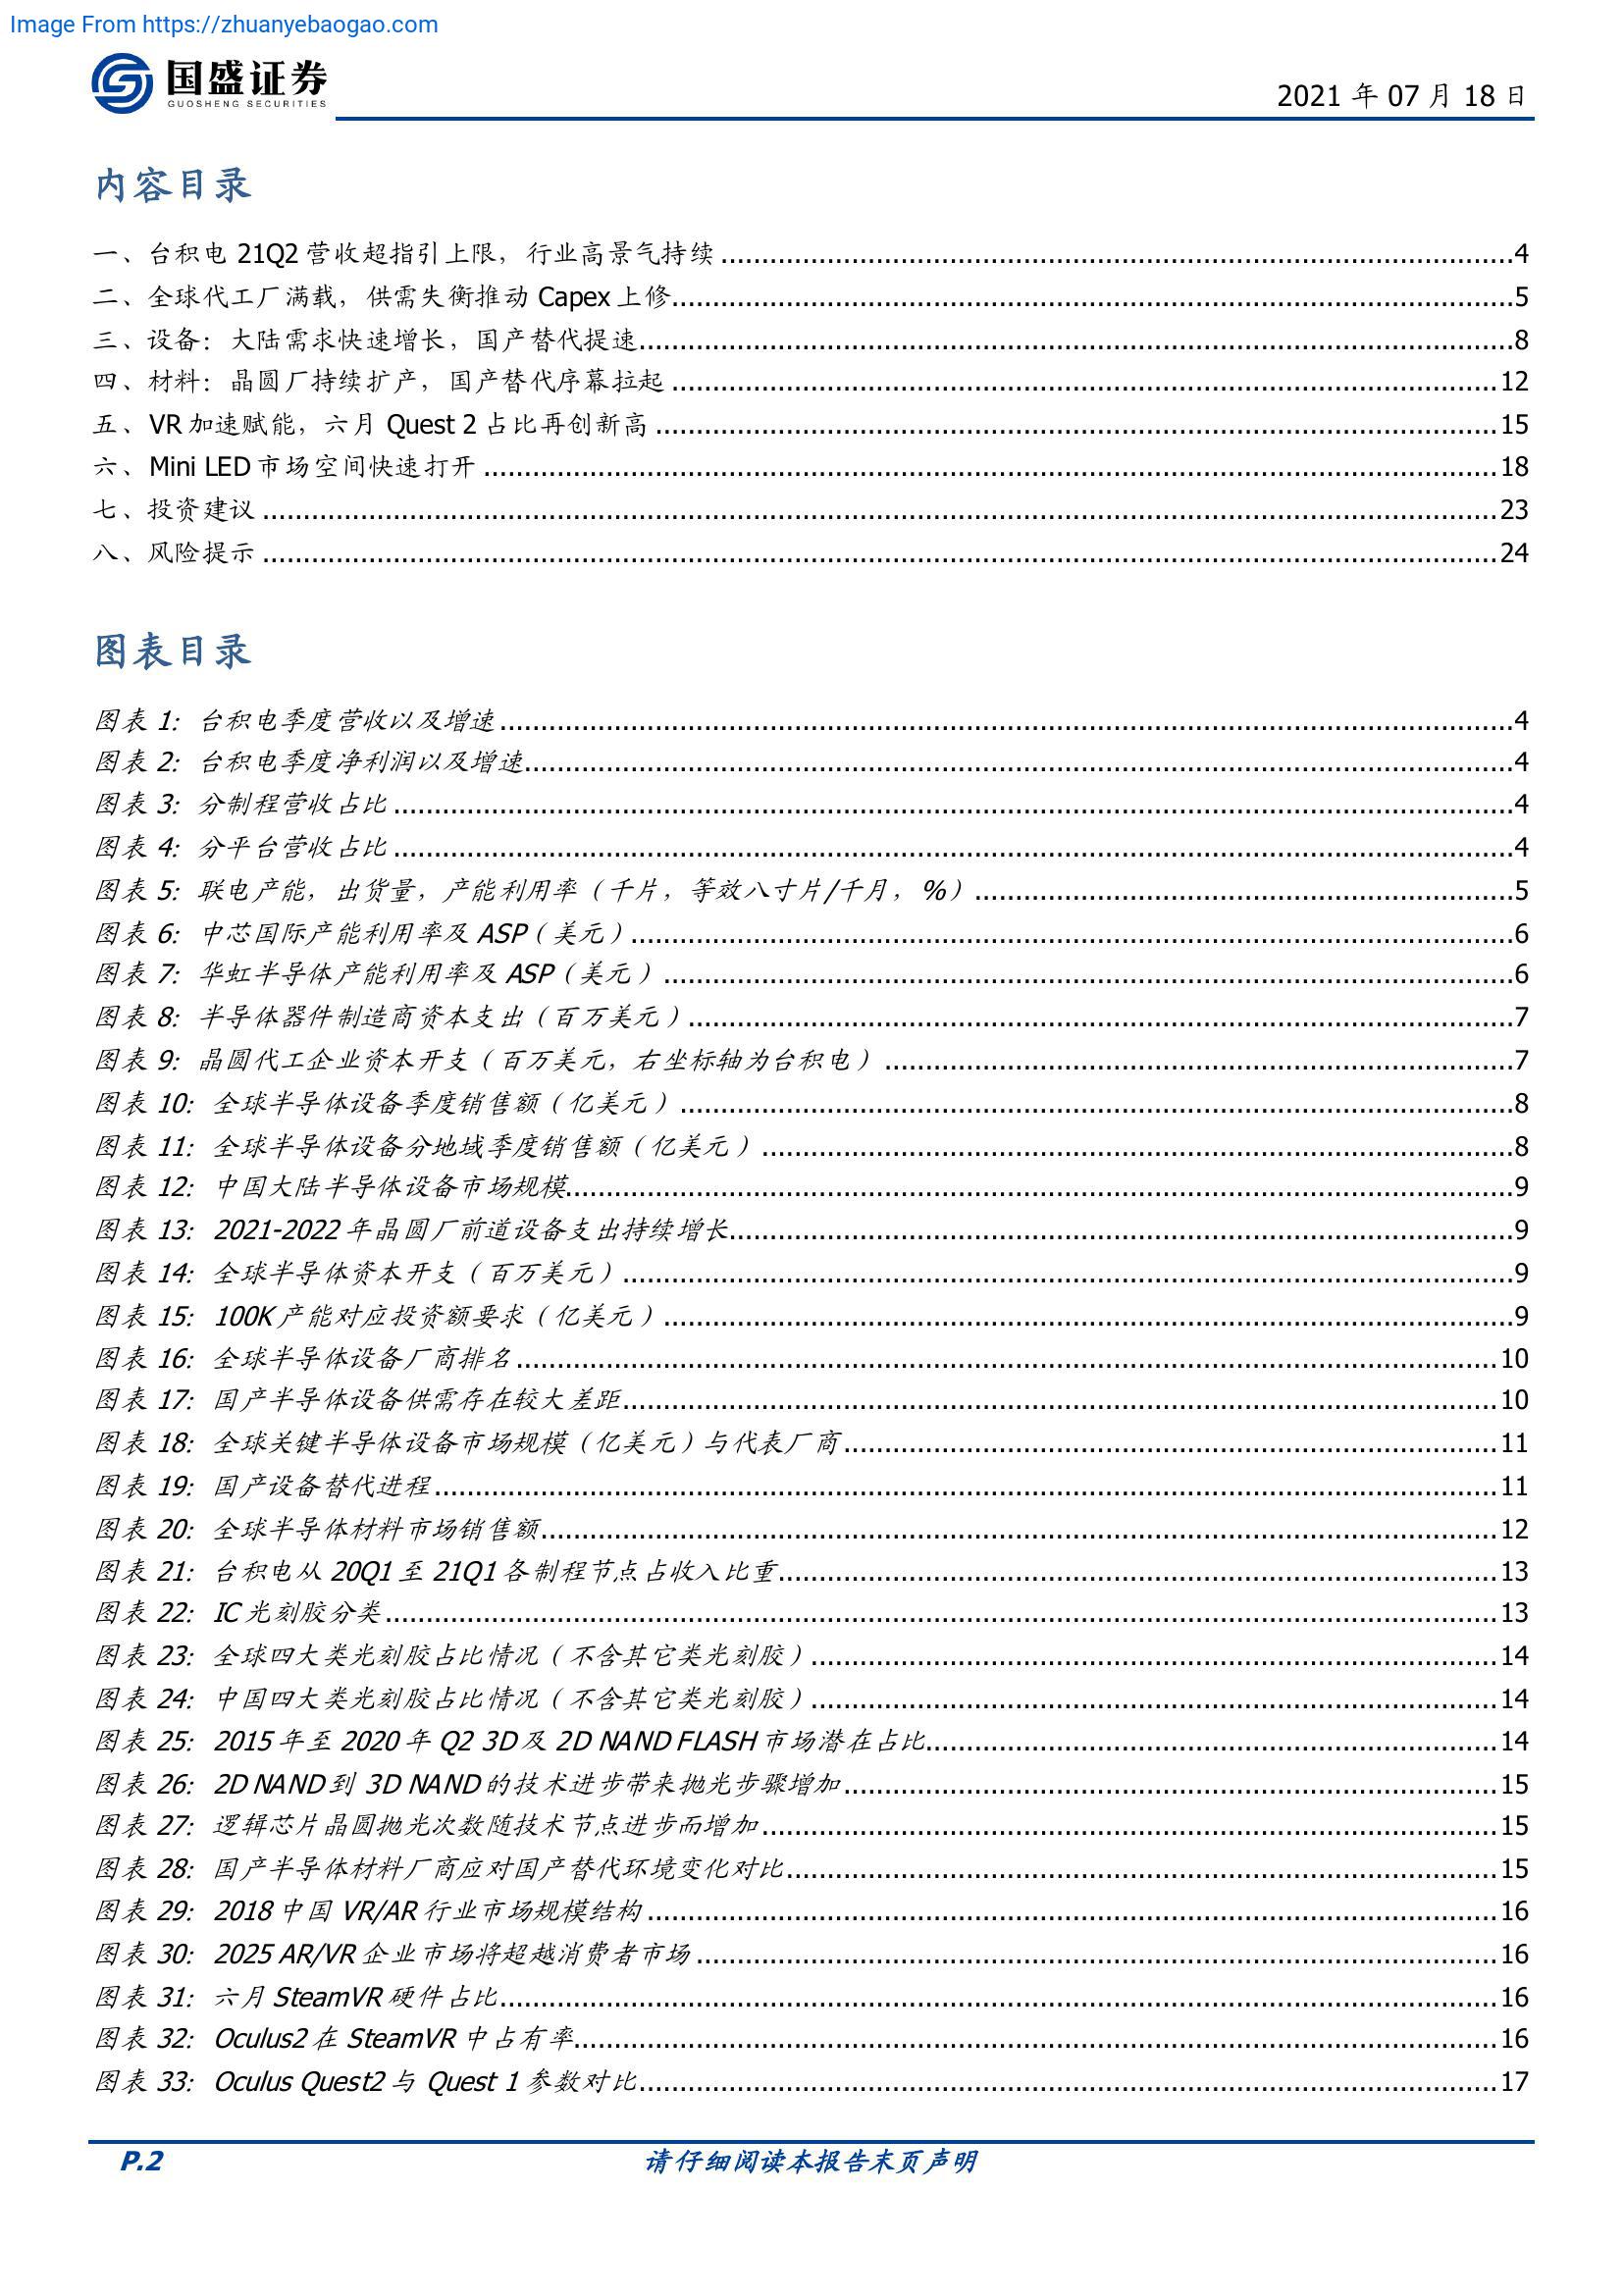 Image From https://zhuanyebaogao.com
国盛证券
GUOSHENG SECURITIES
2021 年 07 月 18 日
内容目录
一、台积电 21Q2 营收超指引上限，行业高景气持续 ........ 4
二、全球代工厂满载，供需失衡推动 Capex 上修 ........ 5
三、设备：大陆需求快速增长，国产替代提速 ........ 8
四、材料：晶圆厂持续扩产，国产替代序幕拉起 ........ 12
五、VR 加速赋能，六月 Quest 2 占比再创新高 ........ 15
六、Mini LED 市场空间快速打开 ........ 18
七、投资建议 ........ 23
八、风险提示 ........ 24
图表目录
图表 1：台积电季度营收以及增速 ........ 4
图表 2：台积电季度净利润以及增速 ........ 4
图表 3：分制程营收占比 ........ 4
图表 4：分平台营收占比 ........ 4
图表 5：联电产能，出货量，产能利用率（千片，等效八寸片/千月，%） ........ 5
图表 6：中芯国际产能利用率及 ASP（美元） ........ 6
图表 7：华虹半导体产能利用率及 ASP（美元） ........ 6
图表 8：半导体器件制造商资本支出（百万美元） ........ 7
图表 9：晶圆代工企业资本开支（百万美元，右坐标轴为台积电） ........ 7
图表 10：全球半导体设备季度销售额（亿美元） ........ 8
图表 11：全球半导体设备分地域季度销售额（亿美元） ........ 8
图表 12：中国大陆半导体设备市场规模 ........ 9
图表 13：2021-2022 年晶圆厂前道设备支出持续增长 ........ 9
图表 14：全球半导体资本开支（百万美元） ........ 9
图表 15：100K 产能对应投资额要求（亿美元） ........ 9
图表 16：全球半导体设备厂商排名 ........ 10
图表 17：国产半导体设备供需存在较大差距 ........ 10
图表 18：全球关键半导体设备市场规模（亿美元）与代表厂商 ........ 11
图表 19：国产设备替代进程 ........ 11
图表 20：全球半导体材料市场销售额 ........ 12
图表 21：台积电从 20Q1 至 21Q1 各制程节点占收入比重 ........ 13
图表 22：IC 光刻胶分类 ........ 13
图表 23：全球四大类光刻胶占比情况（不含其它类光刻胶） ........ 14
图表 24：中国四大类光刻胶占比情况（不含其它类光刻胶） ........ 14
图表 25：2015 年至 2020 年 Q2 3D 及 2D NAND FLASH 市场潜在占比 ........ 14
图表 26：2D NAND 到 3D NAND 的技术进步带来抛光步骤增加 ........ 15
图表 27：逻辑芯片晶圆抛光次数随技术节点进步而增加 ........ 15
图表 28：国产半导体材料厂商应对国产替代环境变化对比 ........ 15
图表 29：2018 中国 VR/AR 行业市场规模结构 ........ 16
图表 30：2025 AR/VR 企业市场将超越消费者市场 ........ 16
图表 31：六月 SteamVR 硬件占比 ........ 16
图表 32：Oculus2 在 SteamVR 中占有率 ........ 16
图表 33：Oculus Quest2 与 Quest 1 参数对比 ........ 17
P.2
请仔细阅读本报告末页声明